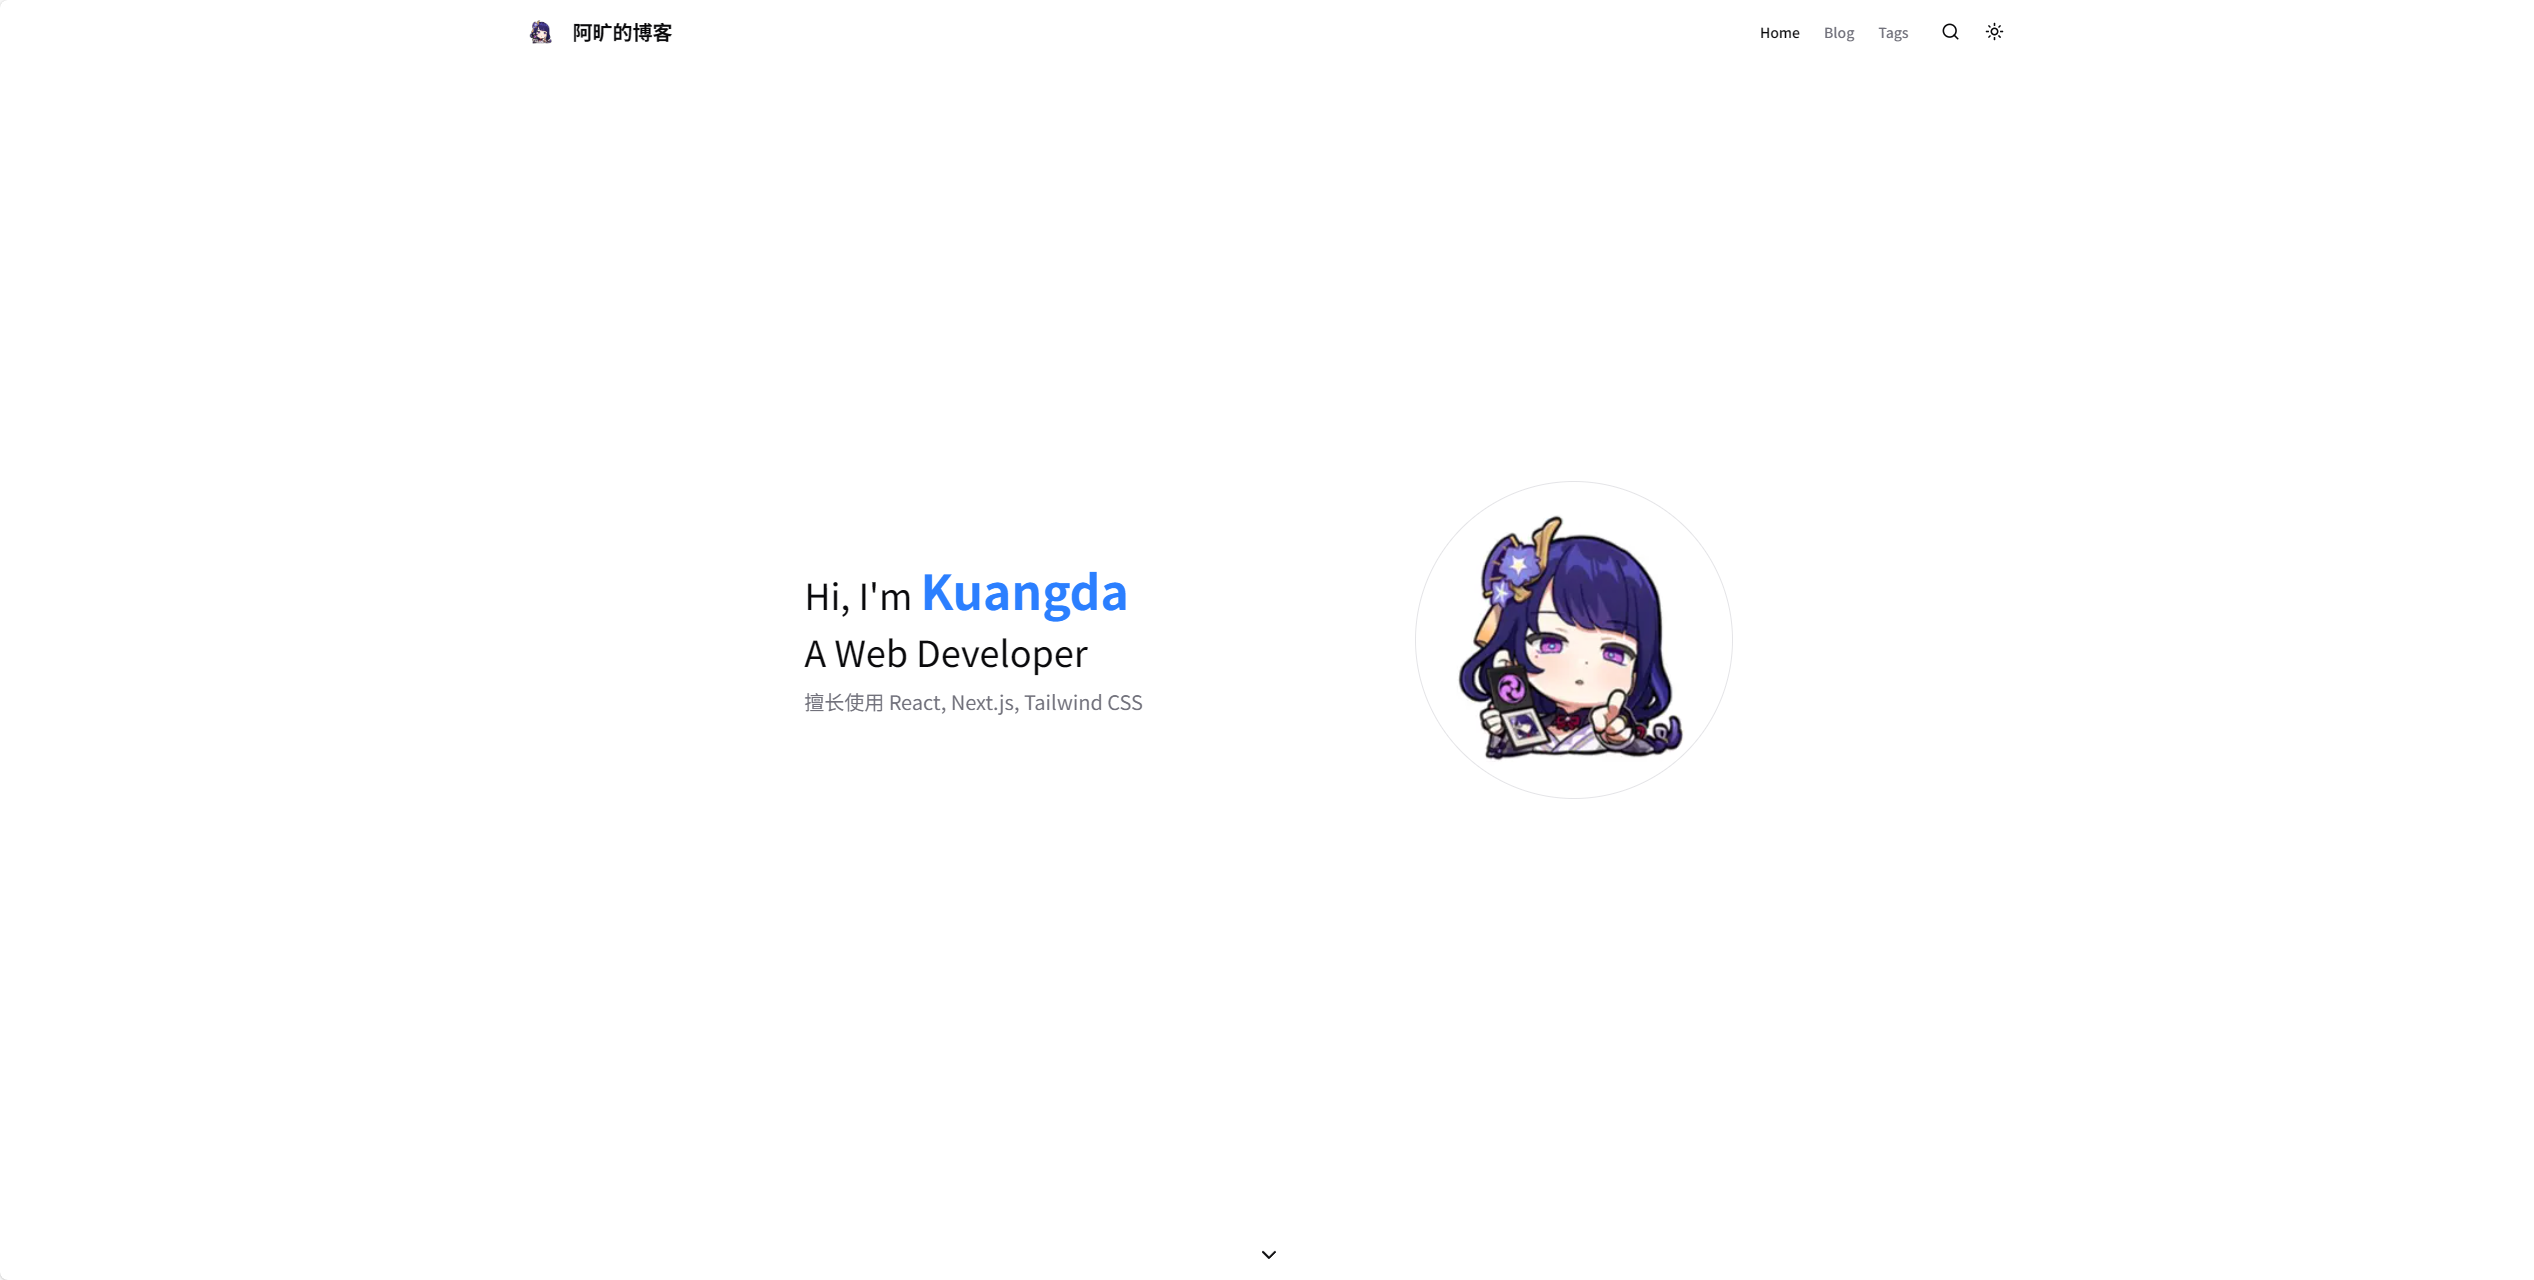 阿旷的博客
Home Blog Tags
Hi, I'm Kuangda
A Web Developer
擅长使用 React, Next.js, Tailwind CSS